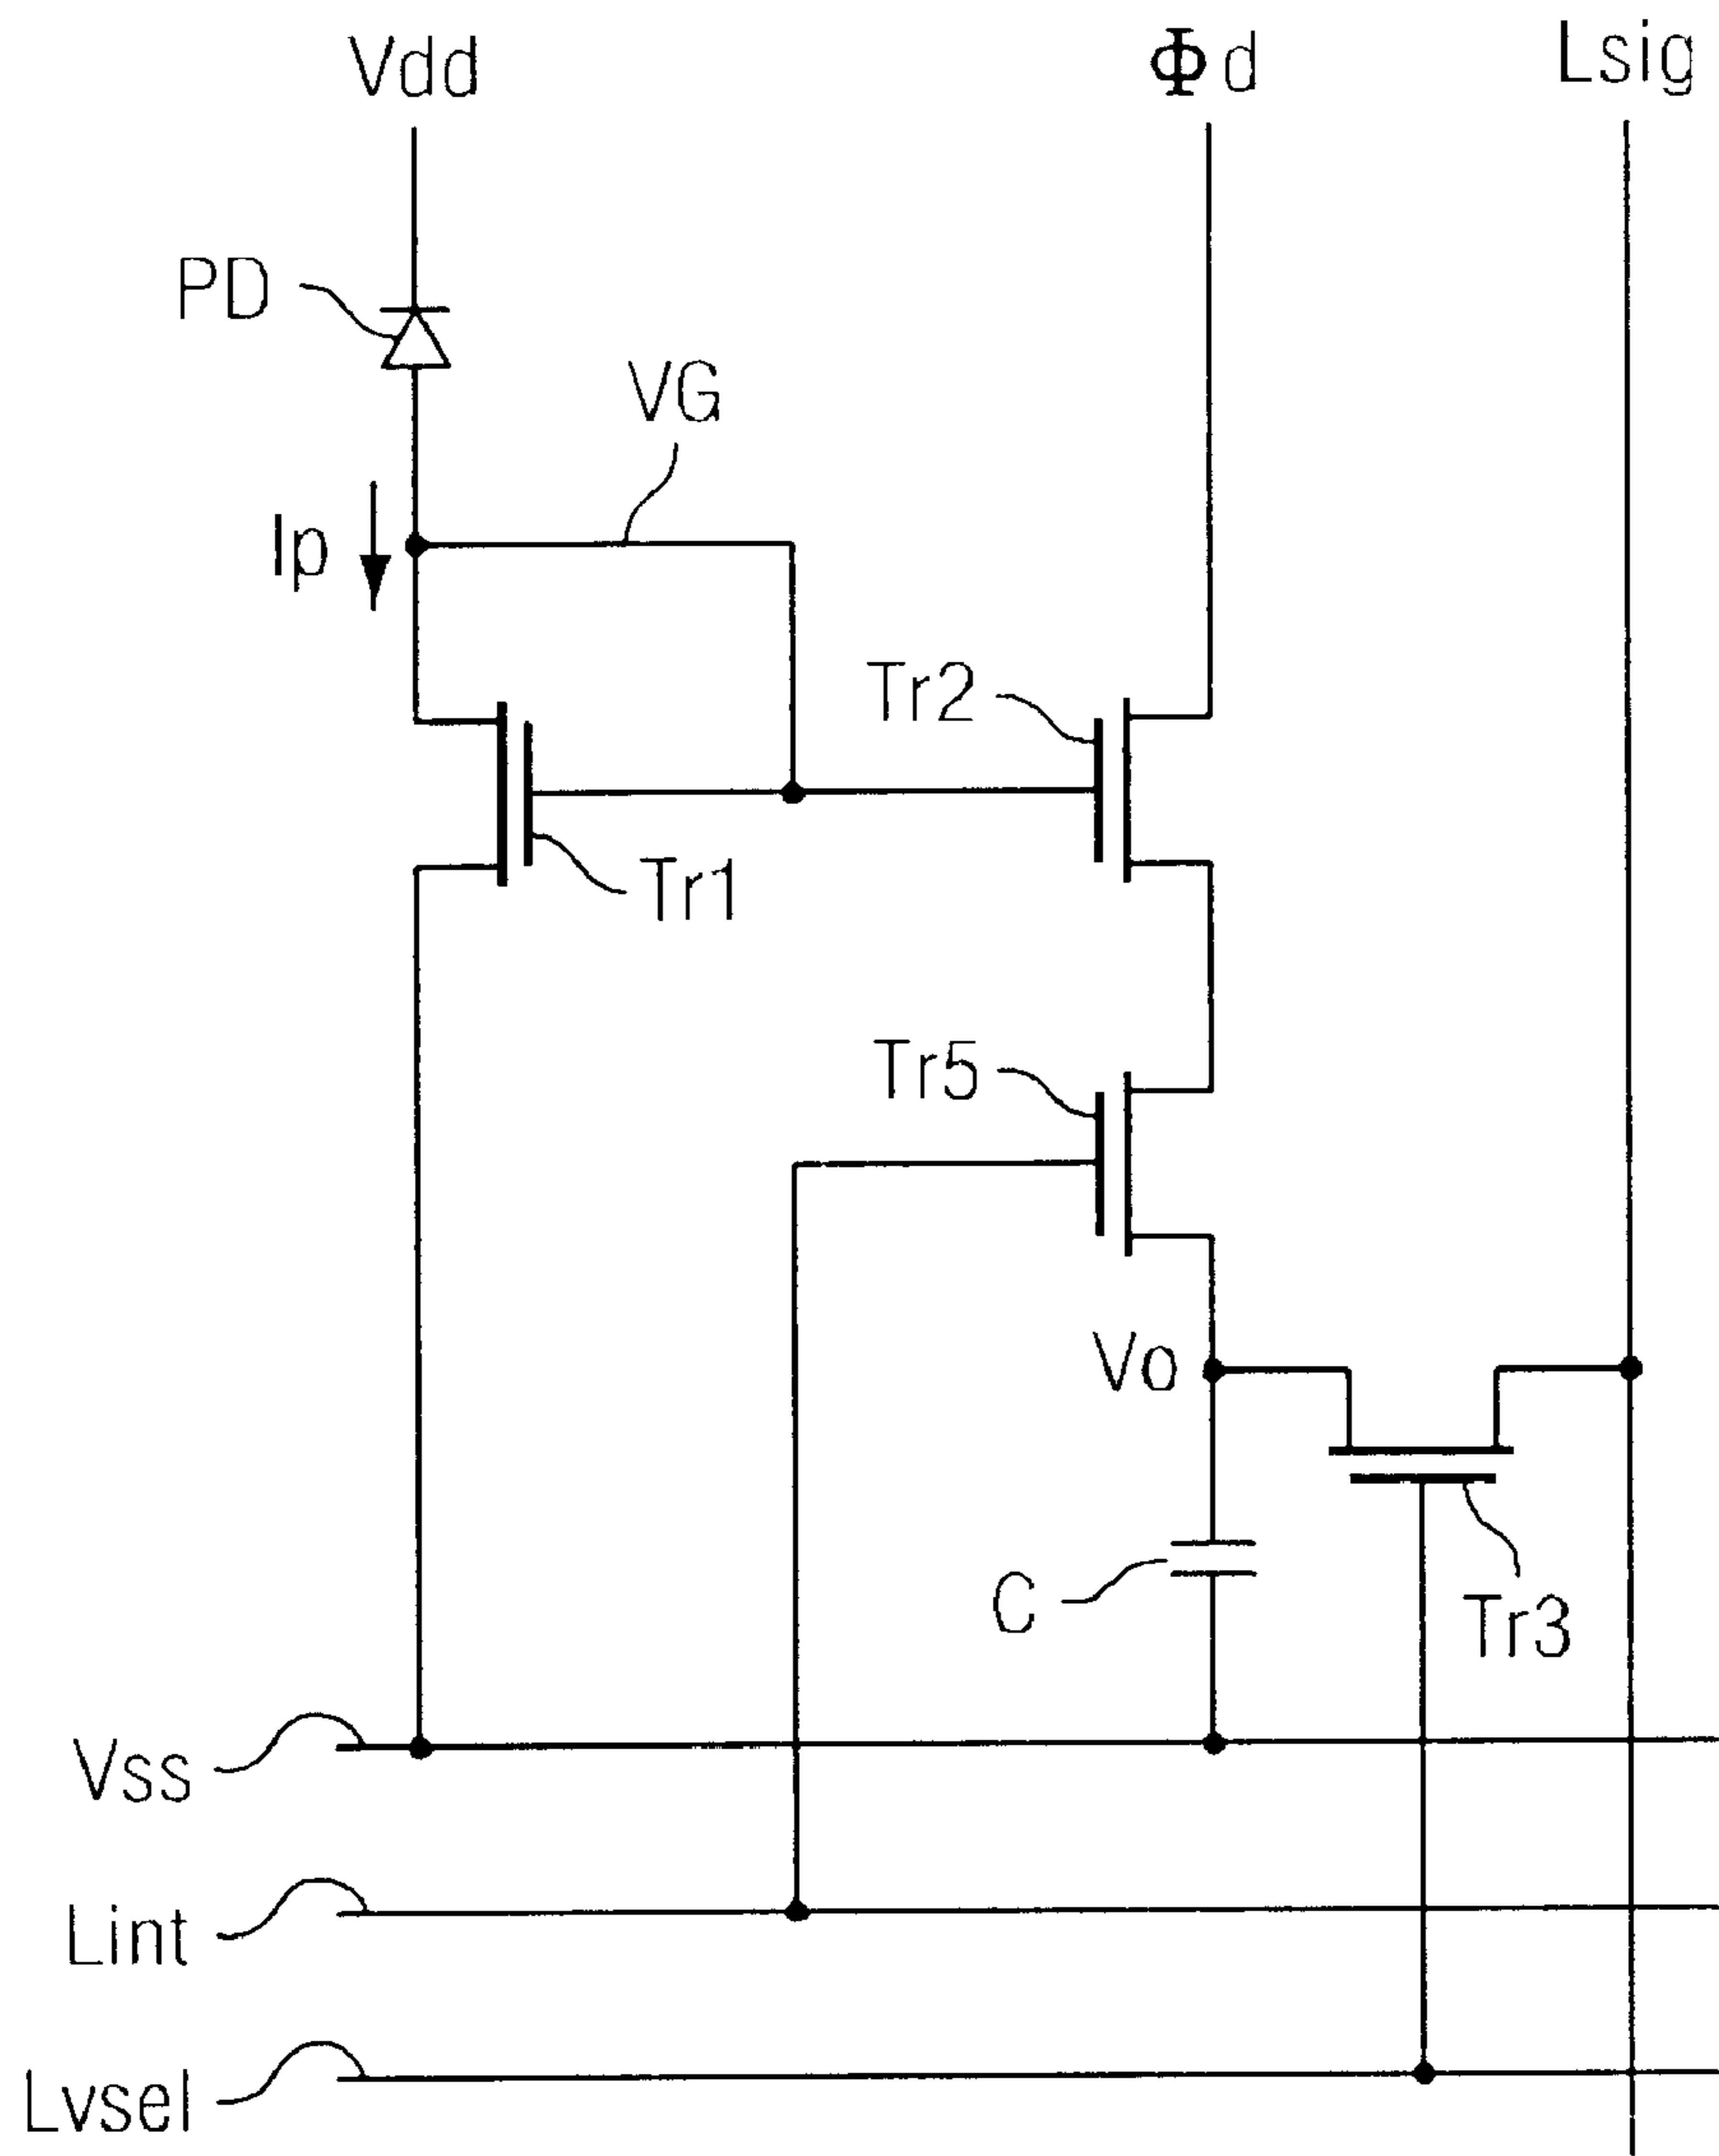 Vdd
Φd
Lsig
PD
VG
Ip
Tr2
Tr1
Tr5
Vo
C
Tr3
Vss
Lint
Lvsel